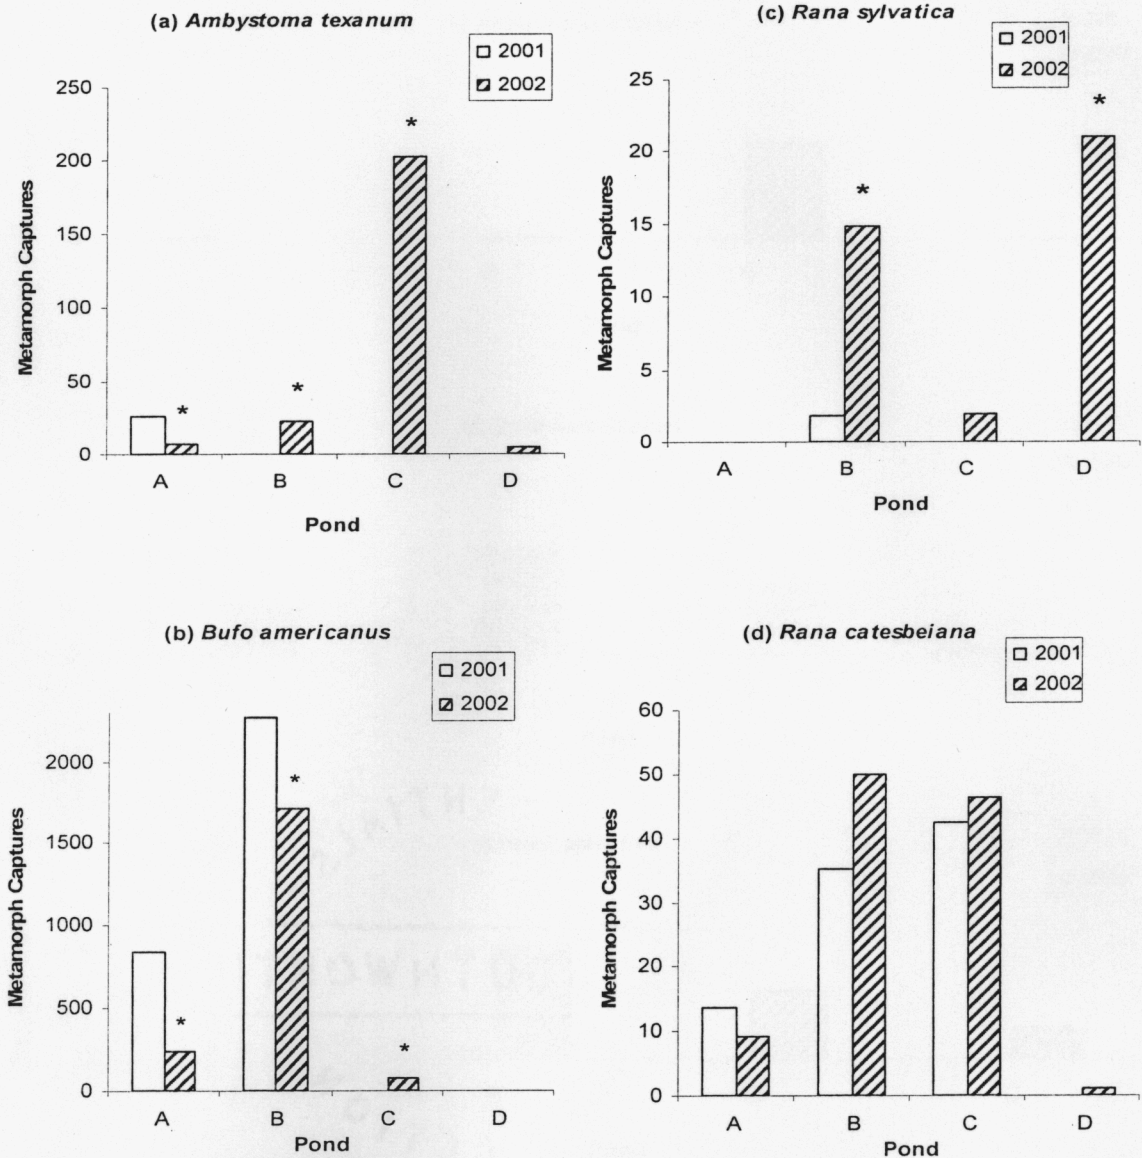 (a) Ambystoma texanum
2001
2002
250
200
150
100
50
0
Metamorph Captures
*
*
*
A B C D
Pond
(c) Rana sylvatica
2001
2002
25
20
15
10
5
0
Metamorph Captures
*
*
A B C D
Pond
(b) Bufo americanus
2001
2002
2000
1500
1000
500
0
Metamorph Captures
*
*
*
A B C D
Pond
(d) Rana catesbeiana
2001
2002
60
50
40
30
20
10
0
Metamorph Captures
A B C D
Pond